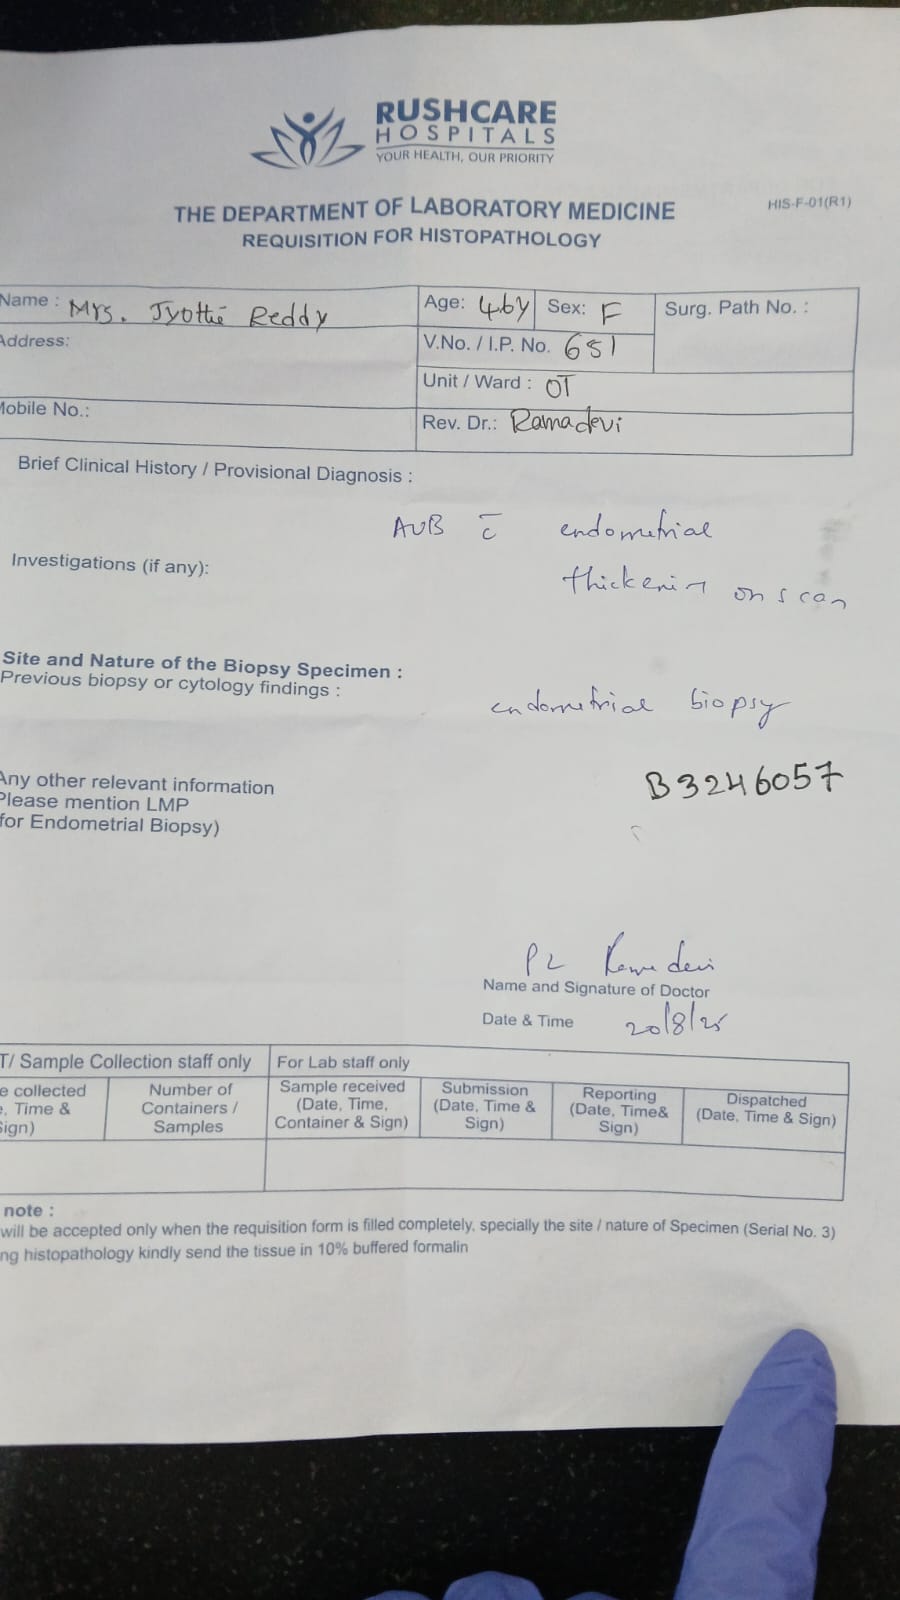 RUSHCARE
HOSPITALS
YOUR HEALTH, OUR PRIORITY
HIS-F-01(R1)
THE DEPARTMENT OF LABORATORY MEDICINE
REQUISITION FOR HISTOPATHOLOGY
Name : Mrs. Jyothi Reddy
Age: 46Y Sex: F Surg. Path No. :
Address:
V.No. / I.P. No. 651
Unit / Ward : OT
Mobile No.:
Rev. Dr.: Ramadevi
Brief Clinical History / Provisional Diagnosis :
AUB c̄ endometrial
Investigations (if any):
thickening on scan
Site and Nature of the Biopsy Specimen :
Previous biopsy or cytology findings :
endometrial biopsy
Any other relevant information
B3246057
Please mention LMP
for Endometrial Biopsy)
Ramadevi
Name and Signature of Doctor
Date & Time 20/8/25
T/ Sample Collection staff only For Lab staff only
e collected
, Time &
Sign)
Number of
Containers /
Samples
Sample received
(Date, Time,
Container & Sign)
Submission
(Date, Time &
Sign)
Reporting
(Date, Time&
Sign)
Dispatched
(Date, Time & Sign)
note :
will be accepted only when the requisition form is filled completely, specially the site / nature of Specimen (Serial No. 3)
ng histopathology kindly send the tissue in 10% buffered formalin